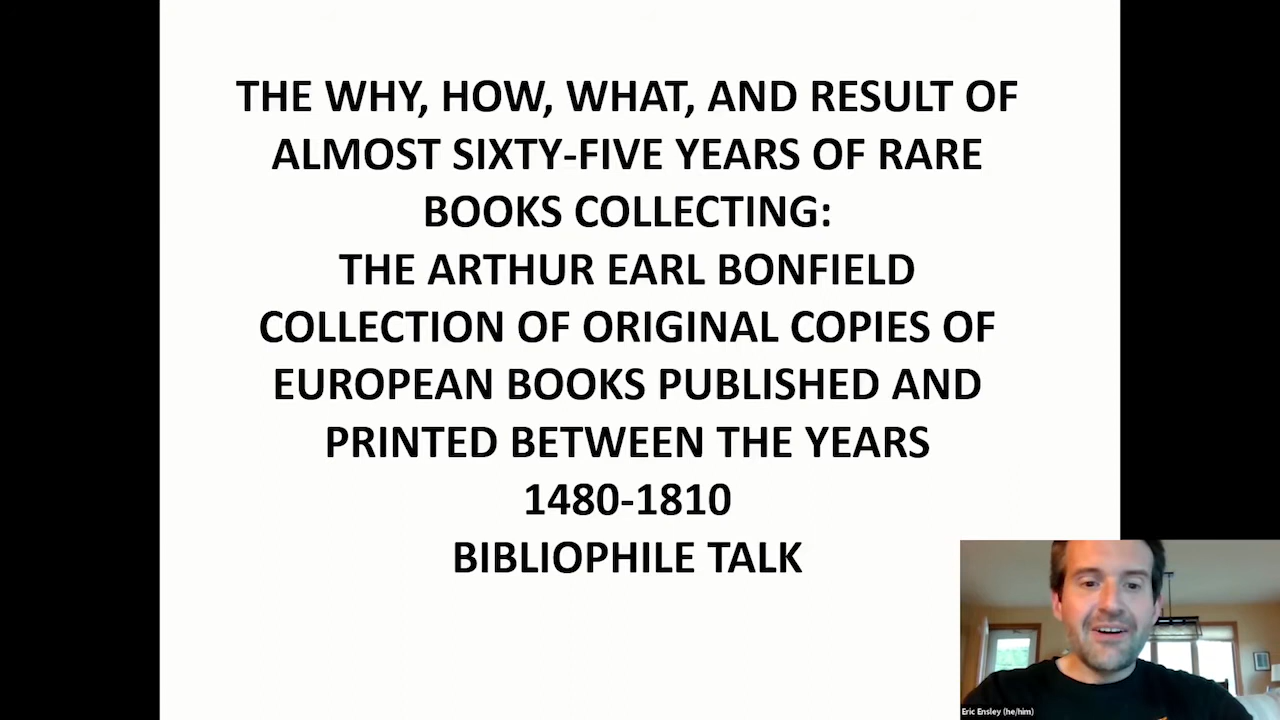 THE WHY, HOW, WHAT, AND RESULT OF
ALMOST SIXTY-FIVE YEARS OF RARE
BOOKS COLLECTING:
THE ARTHUR EARL BONFIELD
COLLECTION OF ORIGINAL COPIES OF
EUROPEAN BOOKS PUBLISHED AND
PRINTED BETWEEN THE YEARS
1480-1810
BIBLIOPHILE TALK
Eric Ensley (he/him)